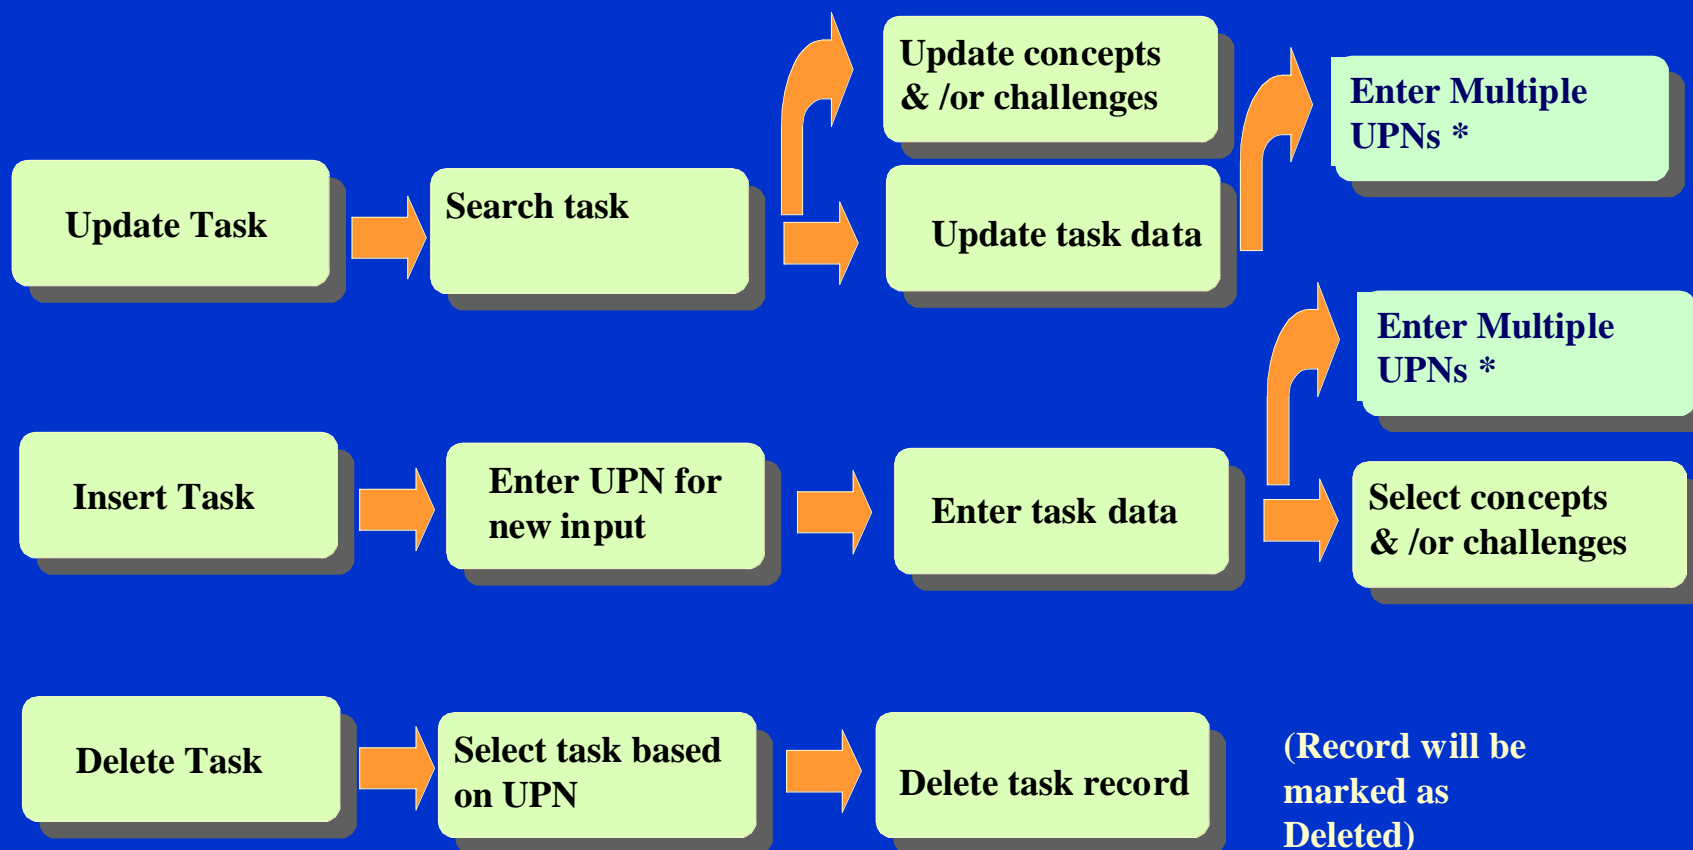 Update concepts
& /or challenges
Enter Multiple
UPNs *
Update Task
Search task
Update task data
Enter Multiple
UPNs *
Insert Task
Enter UPN for
new input
Enter task data
Select concepts
& /or challenges
Delete Task
Select task based
on UPN
Delete task record
(Record will be
marked as
Deleted)